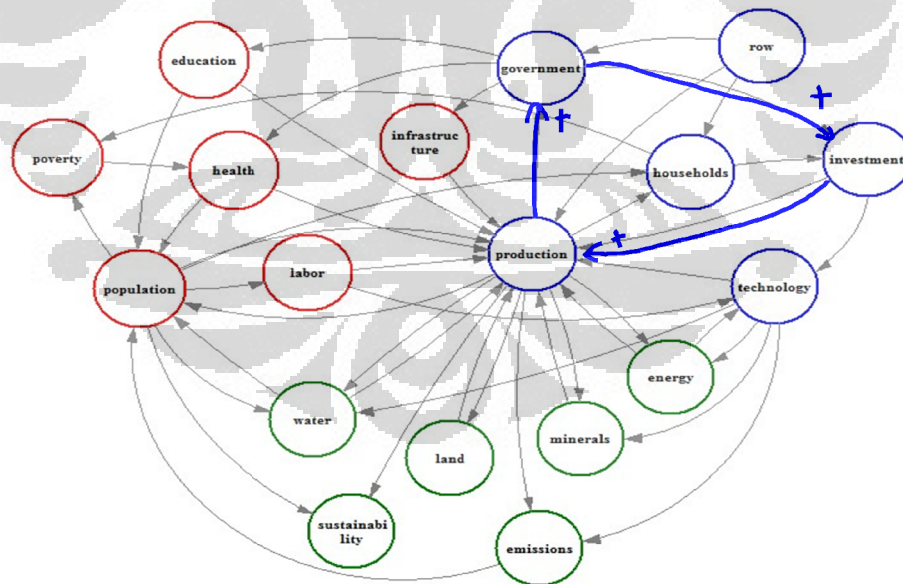 education
government
row
+
+
infrastruc
ture
poverty
health
households
investment
+
production
labor
population
technology
energy
water
minerals
land
sustainabi
lity
emissions